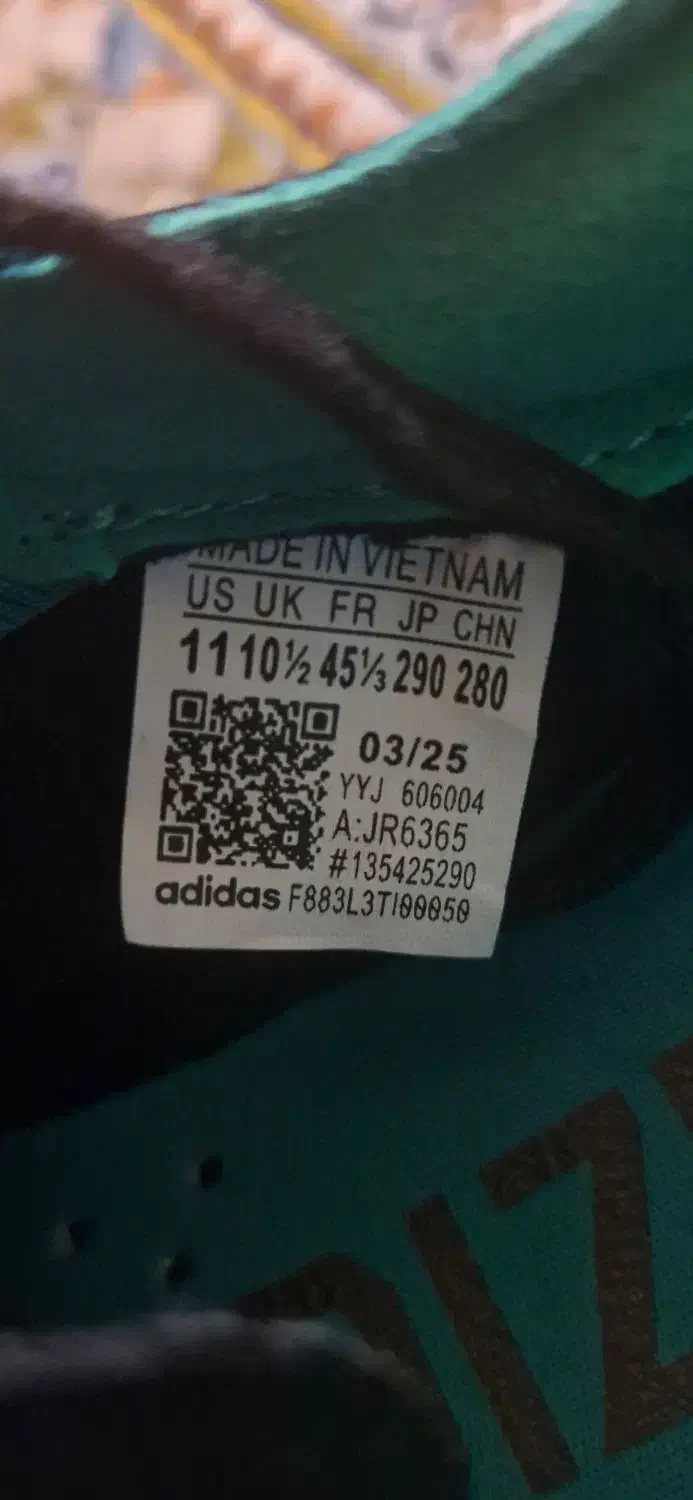 MADE IN VIETNAM
US UK FR JP CHN
11 10½ 45⅓ 290 280
03/25
YYJ 606004
A:JR6365
#135425290
adidas F883L3TI00050